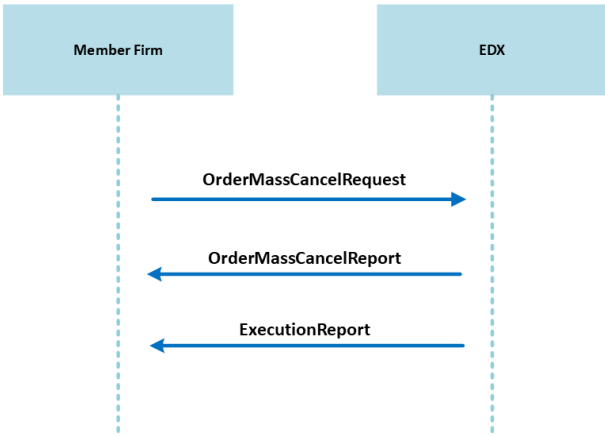 Member Firm
EDX
OrderMassCancelRequest
OrderMassCancelReport
ExecutionReport